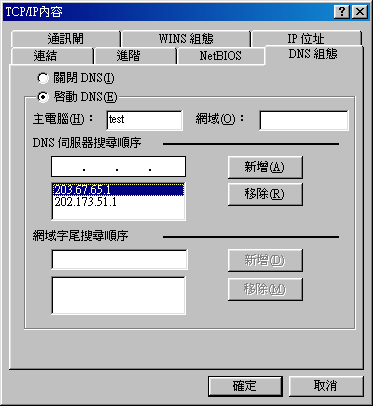 TCP/IP內容
通訊閘 WINS 組態 IP 位址
連結 進階 NetBIOS DNS 組態
關閉 DNS(I)
啓動 DNS(E)
主電腦(H)： test 網域(O)：
DNS 伺服器搜尋順序
. . . 新增(A)
203.67.65.1 移除(R)
202.173.51.1
網域字尾搜尋順序
新增(D)
移除(M)
確定 取消